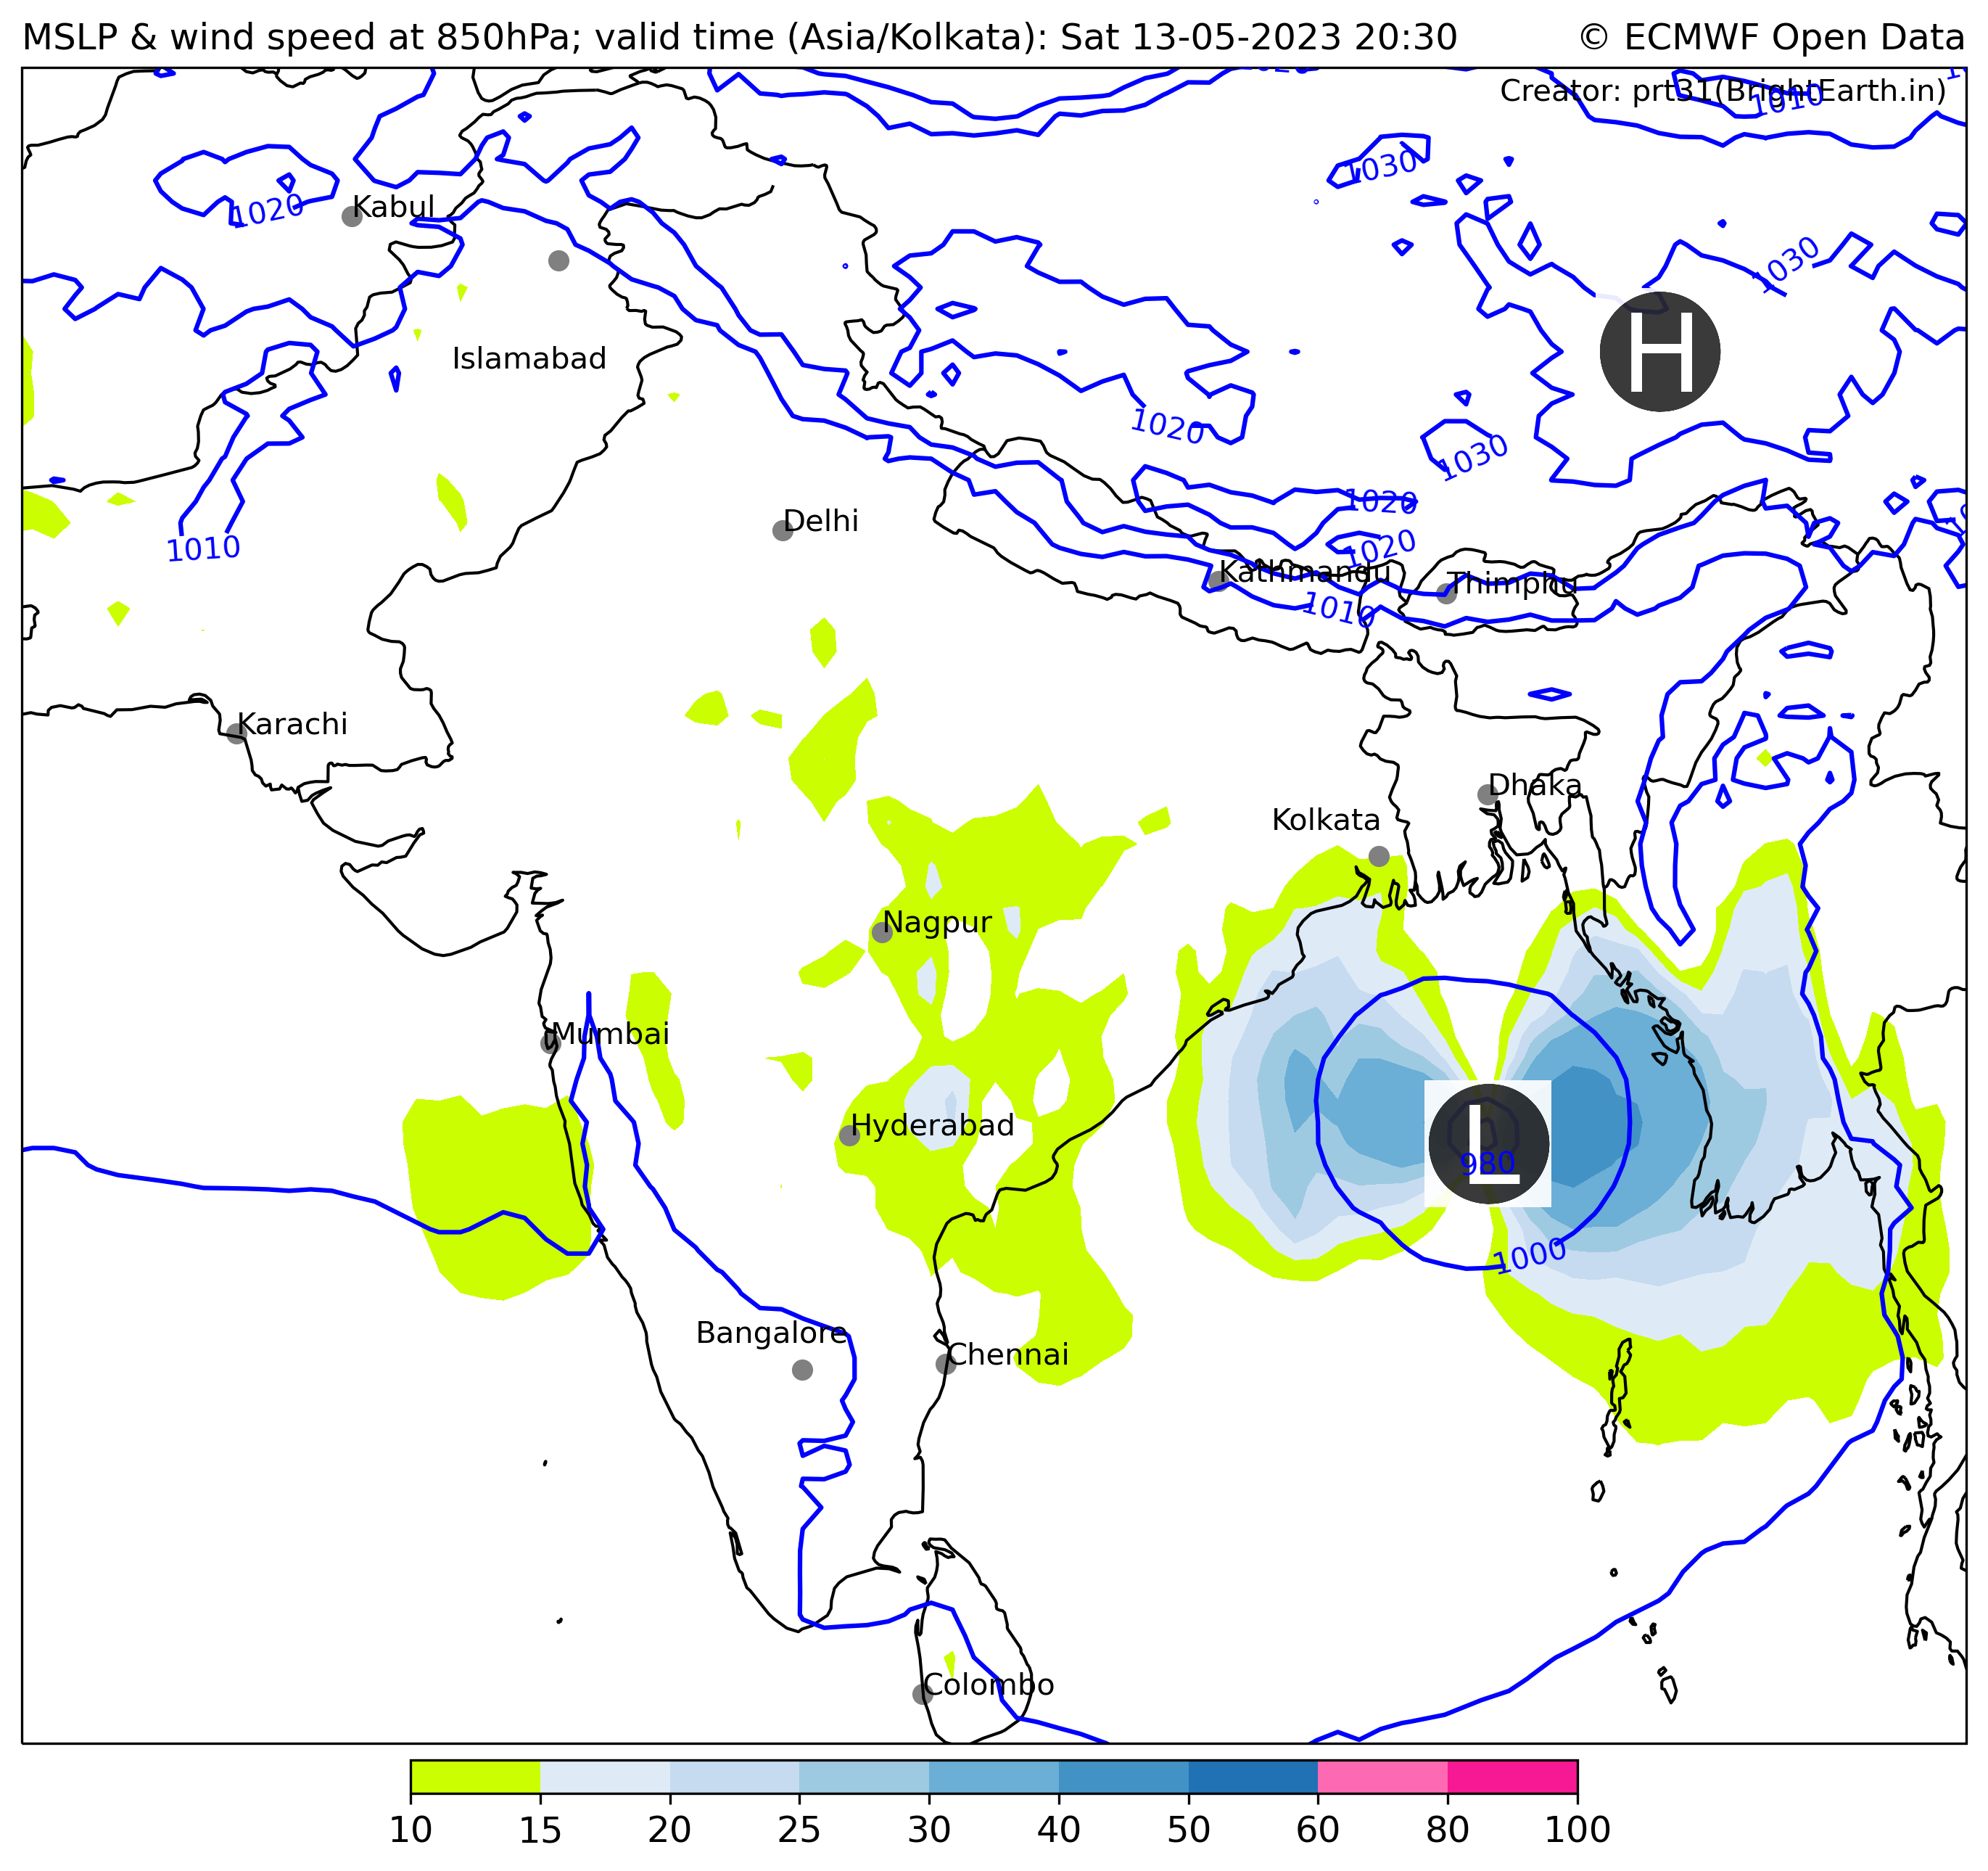 MSLP & wind speed at 850hPa; valid time (Asia/Kolkata): Sat 13-05-2023 20:30
© ECMWF Open Data
Creator: prt31(BrightEarth.in)
1010
1030
1020
Kabul
1030
H
Islamabad
1020
1030
1020
Delhi
1010
1020
Kathmandu
Thimphu
1010
Karachi
Dhaka
Kolkata
Nagpur
Mumbai
Hyderabad
L
980
1000
Bangalore
Chennai
Colombo
10 15 20 25 30 40 50 60 80 100